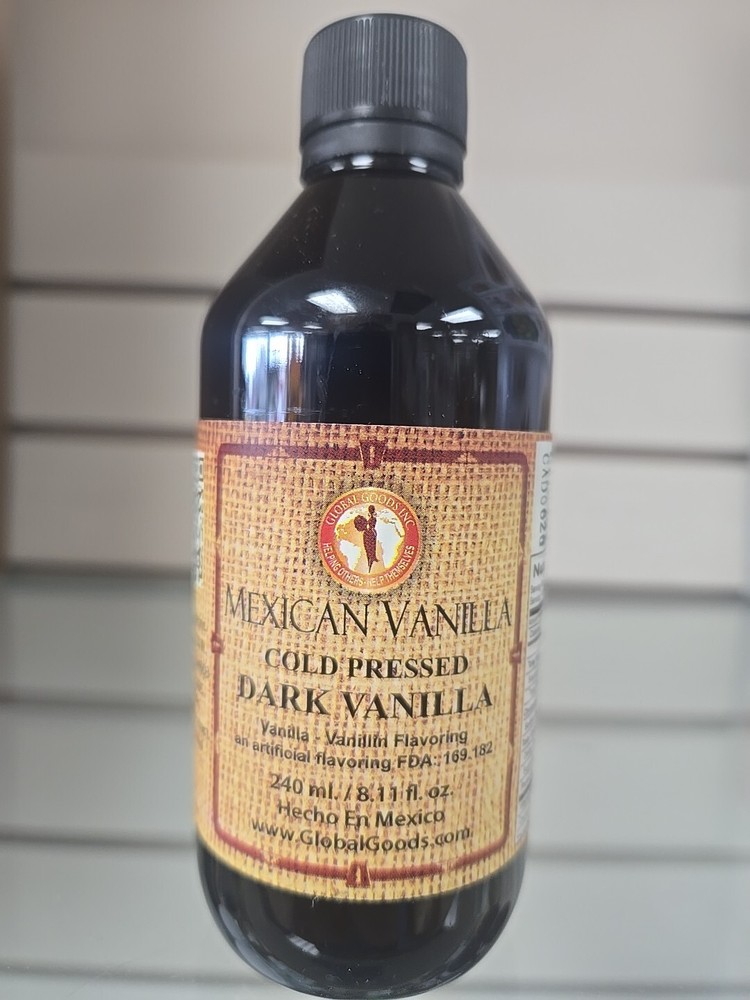 GLOBAL GOODS INC
HELPING OTHERS-HELP THEMSELVES
MEXICAN VANILLA
COLD PRESSED
DARK VANILLA
Vanilla - Vanillin Flavoring
an artificial flavoring FDA: 169.182
240 ml. / 8.11 fl. oz.
Hecho En Mexico
www.GlobalGoods.com